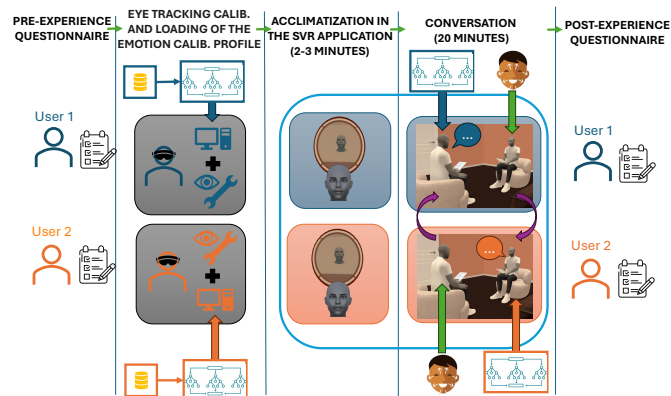 PRE-EXPERIENCE
QUESTIONNAIRE
EYE TRACKING CALIB.
AND LOADING OF THE
EMOTION CALIB. PROFILE
ACCLIMATIZATION IN
THE SVR APPLICATION
(2-3 MINUTES)
CONVERSATION
(20 MINUTES)
POST-EXPERIENCE
QUESTIONNAIRE
User 1
...
User 1
User 2
...
User 2